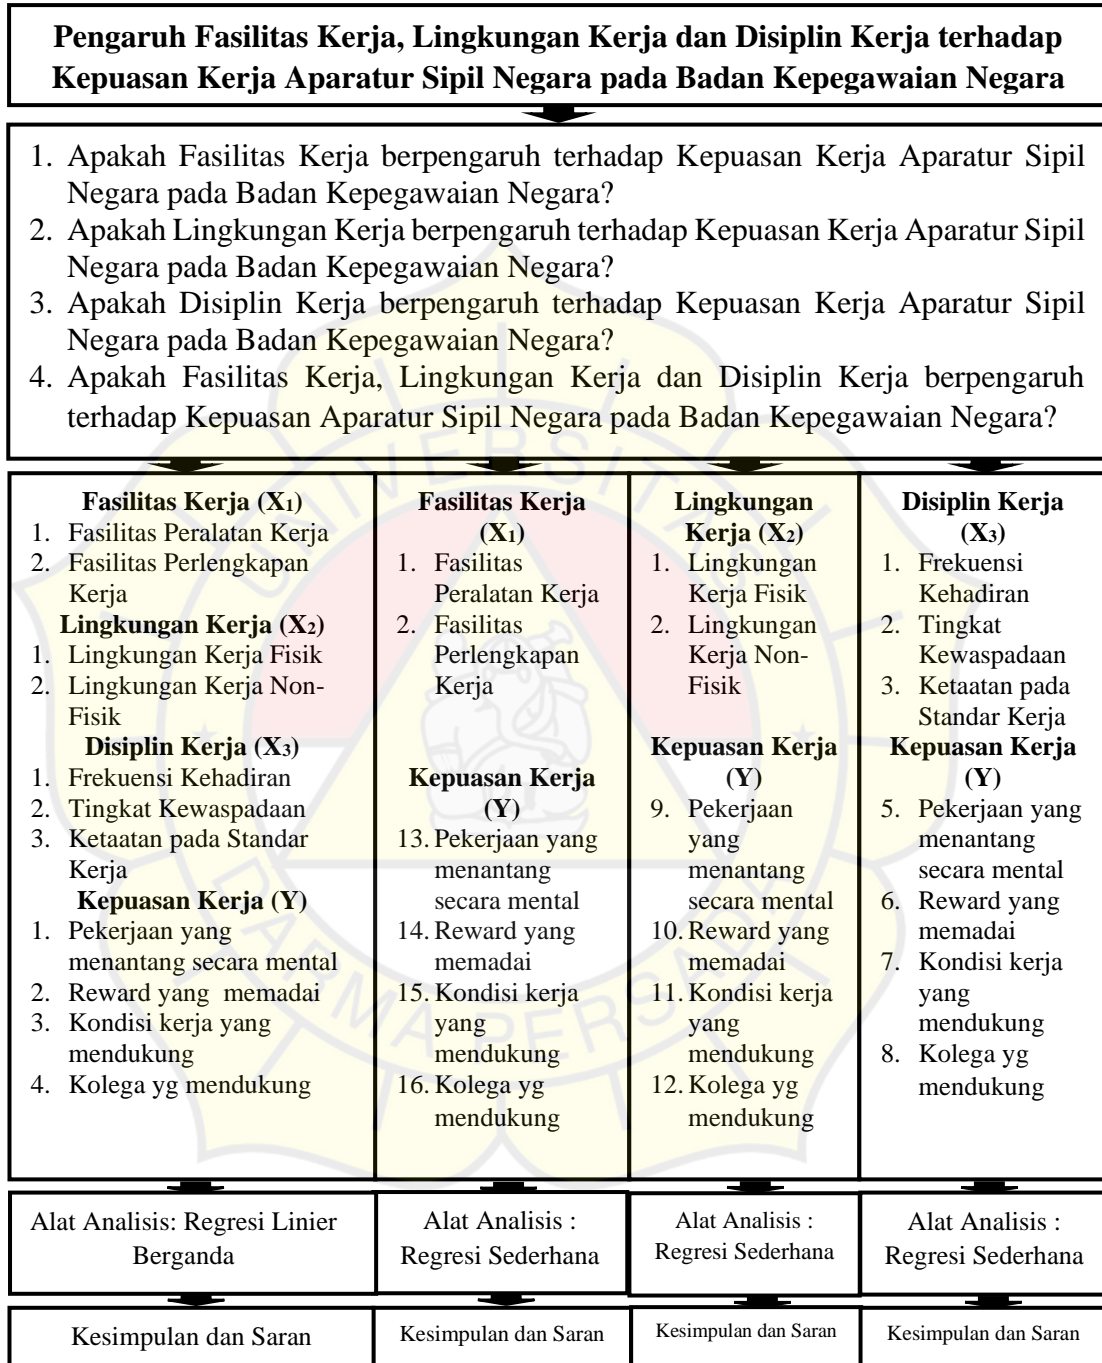 Pengaruh Fasilitas Kerja, Lingkungan Kerja dan Disiplin Kerja terhadap
Kepuasan Kerja Aparatur Sipil Negara pada Badan Kepegawaian Negara
1. Apakah Fasilitas Kerja berpengaruh terhadap Kepuasan Kerja Aparatur Sipil
Negara pada Badan Kepegawaian Negara?
2. Apakah Lingkungan Kerja berpengaruh terhadap Kepuasan Kerja Aparatur Sipil
Negara pada Badan Kepegawaian Negara?
3. Apakah Disiplin Kerja berpengaruh terhadap Kepuasan Kerja Aparatur Sipil
Negara pada Badan Kepegawaian Negara?
4. Apakah Fasilitas Kerja, Lingkungan Kerja dan Disiplin Kerja berpengaruh
terhadap Kepuasan Aparatur Sipil Negara pada Badan Kepegawaian Negara?
Fasilitas Kerja (X1)
1. Fasilitas Peralatan Kerja
2. Fasilitas Perlengkapan
Kerja
Lingkungan Kerja (X2)
1. Lingkungan Kerja Fisik
2. Lingkungan Kerja Non-
Fisik
Disiplin Kerja (X3)
1. Frekuensi Kehadiran
2. Tingkat Kewaspadaan
3. Ketaatan pada Standar
Kerja
Kepuasan Kerja (Y)
1. Pekerjaan yang
menantang secara mental
2. Reward yang memadai
3. Kondisi kerja yang
mendukung
4. Kolega yg mendukung
Fasilitas Kerja
(X1)
1. Fasilitas
Peralatan Kerja
2. Fasilitas
Perlengkapan
Kerja
Kepuasan Kerja
(Y)
13. Pekerjaan yang
menantang
secara mental
14. Reward yang
memadai
15. Kondisi kerja
yang
mendukung
16. Kolega yg
mendukung
Lingkungan
Kerja (X2)
1. Lingkungan
Kerja Fisik
2. Lingkungan
Kerja Non-
Fisik
Kepuasan Kerja
(Y)
9. Pekerjaan
yang
menantang
secara mental
10. Reward yang
memadai
11. Kondisi kerja
yang
mendukung
12. Kolega yg
mendukung
Disiplin Kerja
(X3)
1. Frekuensi
Kehadiran
2. Tingkat
Kewaspadaan
3. Ketaatan pada
Standar Kerja
Kepuasan Kerja
(Y)
5. Pekerjaan yang
menantang
secara mental
6. Reward yang
memadai
7. Kondisi kerja
yang
mendukung
8. Kolega yg
mendukung
Alat Analisis: Regresi Linier
Berganda
Alat Analisis :
Regresi Sederhana
Alat Analisis :
Regresi Sederhana
Alat Analisis :
Regresi Sederhana
Kesimpulan dan Saran
Kesimpulan dan Saran
Kesimpulan dan Saran
Kesimpulan dan Saran
UNIVERSITAS
DARMA PERSADA